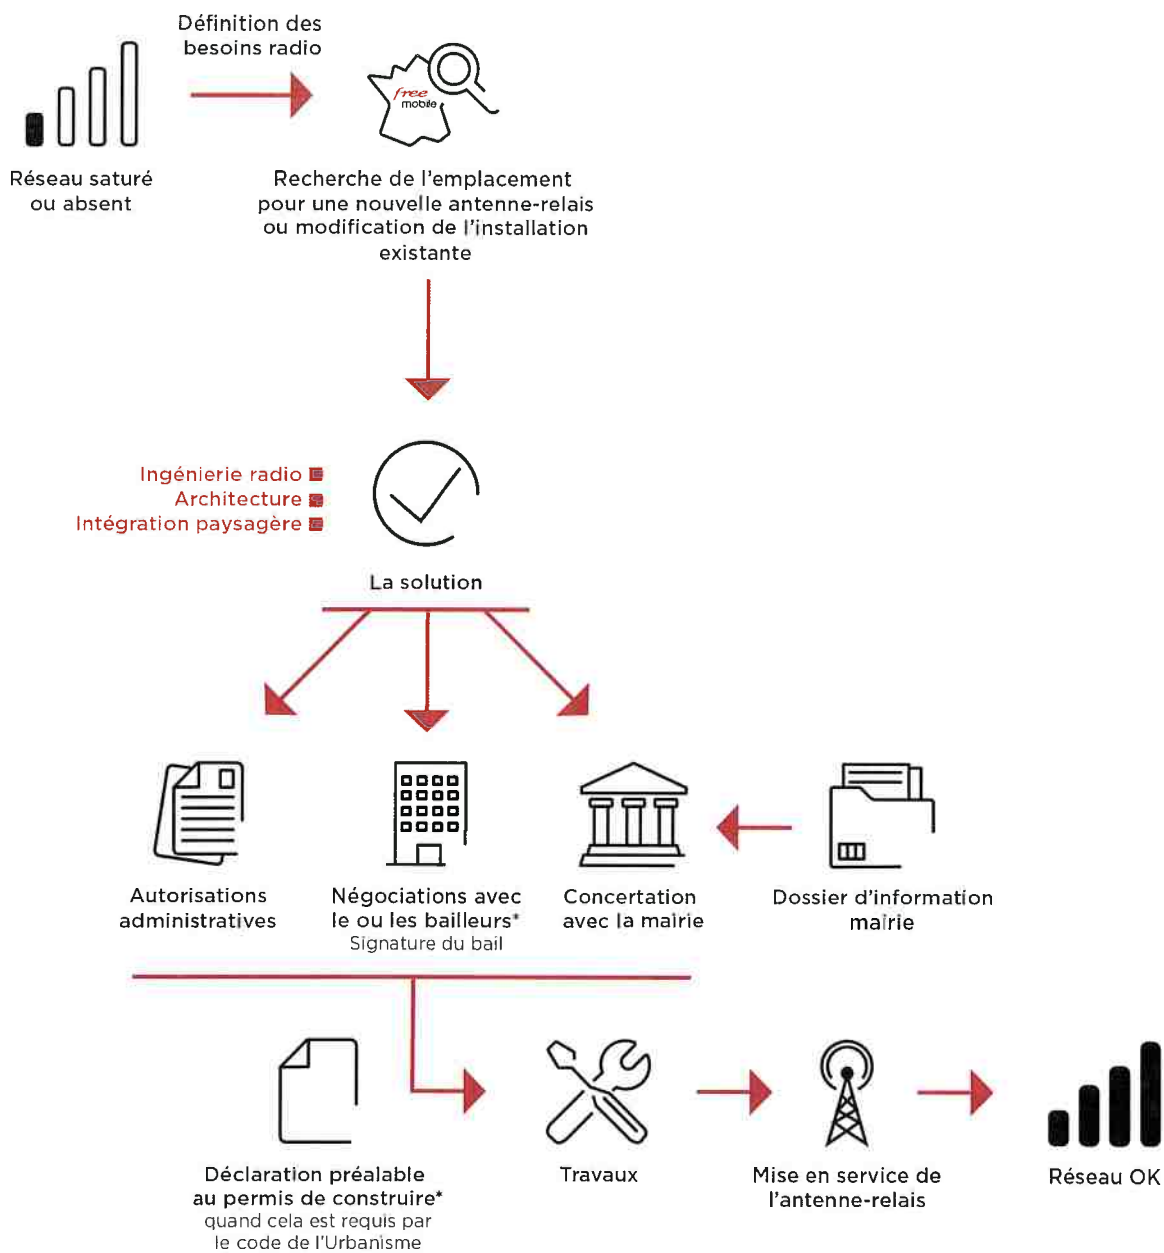 Définition des
besoins radio
free
mobile
Réseau saturé
ou absent
Recherche de l'emplacement
pour une nouvelle antenne-relais
ou modification de l'installation
existante
Ingénierie radio
Architecture
Intégration paysagère
La solution
Autorisations
administratives
Négociations avec
le ou les bailleurs*
Signature du bail
Concertation
avec la mairie
Dossier d'information
mairie
Déclaration préalable
au permis de construire*
quand cela est requis par
le code de l'Urbanisme
Travaux
Mise en service de
l'antenne-relais
Réseau OK